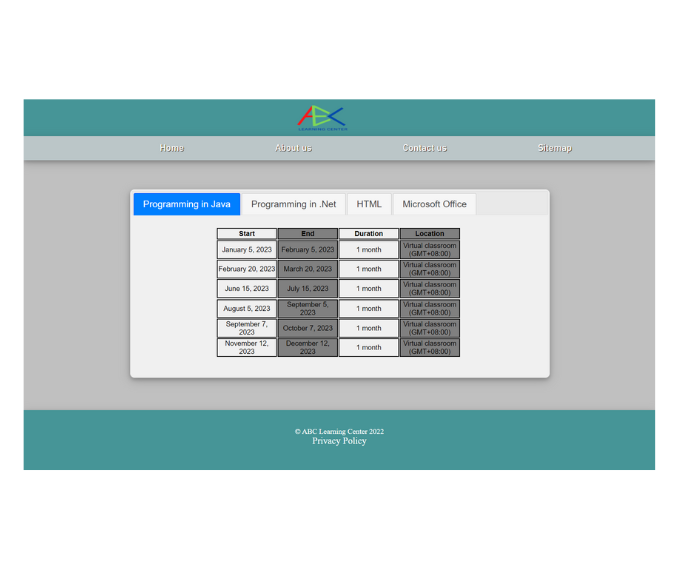 ABC
LEARNING CENTER
Home About us Contact us Sitemap
Programming in Java Programming in .Net HTML Microsoft Office
Start End Duration Location
January 5, 2023 February 5, 2023 1 month Virtual classroom (GMT+08:00)
February 20, 2023 March 20, 2023 1 month Virtual classroom (GMT+08:00)
June 15, 2023 July 15, 2023 1 month Virtual classroom (GMT+08:00)
August 5, 2023 September 5, 2023 1 month Virtual classroom (GMT+08:00)
September 7, 2023 October 7, 2023 1 month Virtual classroom (GMT+08:00)
November 12, 2023 December 12, 2023 1 month Virtual classroom (GMT+08:00)
© ABC Learning Center 2022
Privacy Policy